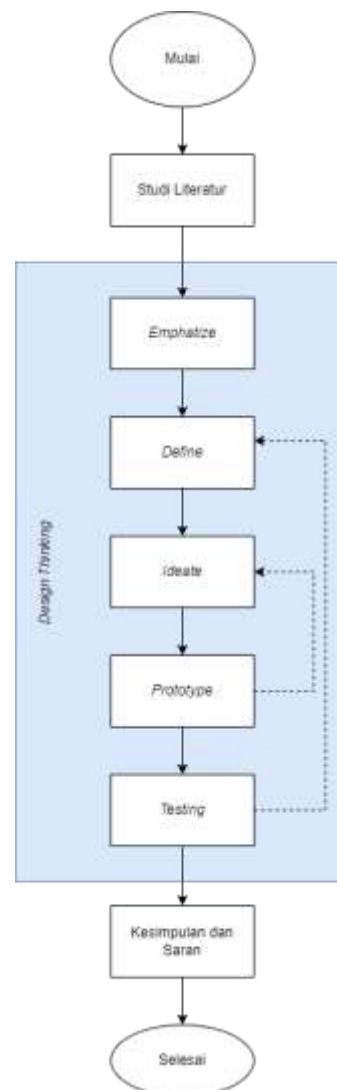 Mulai
Studi Literatur
Emphatize
Define
Ideate
Design Thinking
Prototype
Testing
Kesimpulan dan
Saran
Selesai